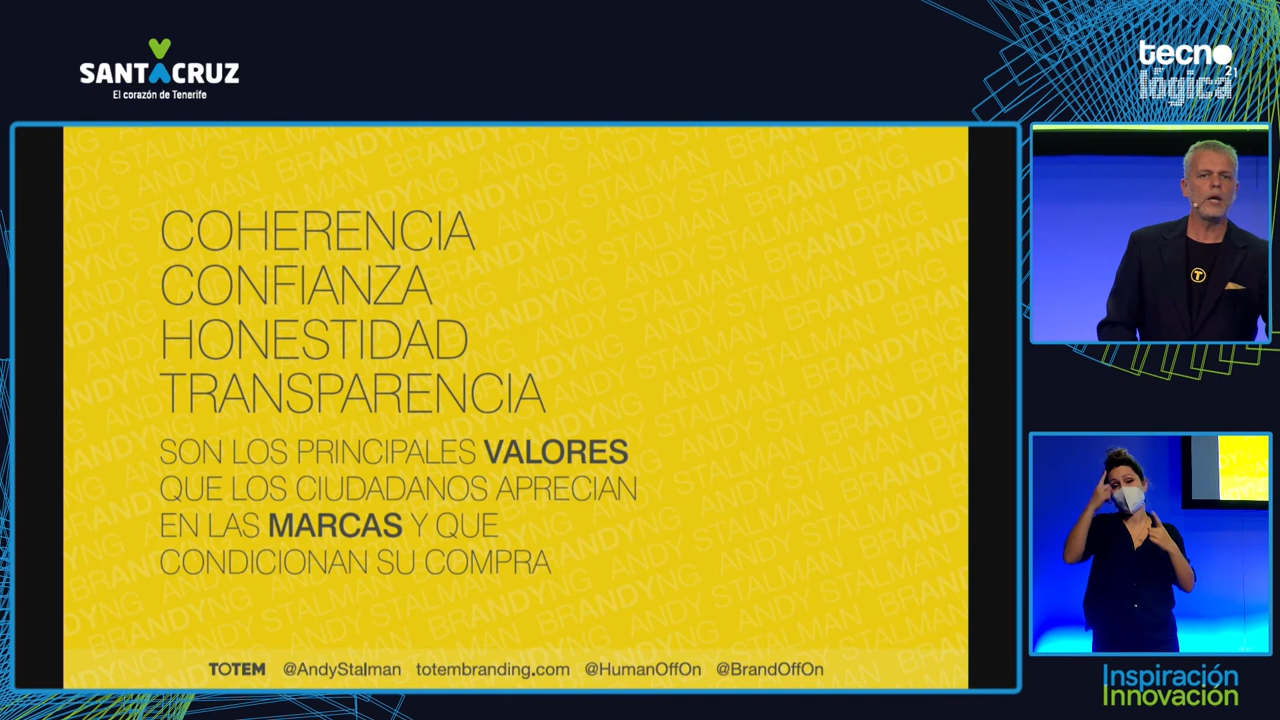 SANTACRUZ
El corazón de Tenerife
tecno
lógica
21
COHERENCIA
CONFIANZA
HONESTIDAD
TRANSPARENCIA
SON LOS PRINCIPALES VALORES
QUE LOS CIUDADANOS APRECIAN
EN LAS MARCAS Y QUE
CONDICIONAN SU COMPRA
TOTEM @AndyStalman totembranding.com @HumanOffOn @BrandOffOn
T
Inspiración
Innovación